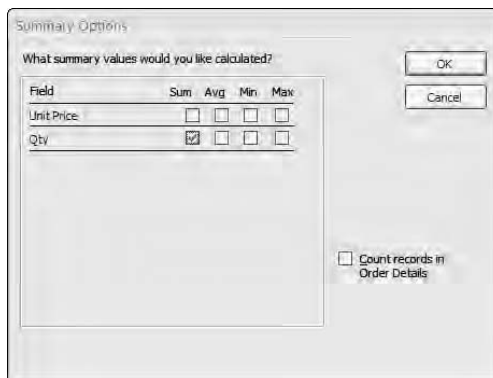 Summary Options
What summary values would you like calculated?
OK
Cancel
Field Sum Avg Min Max
Unit Price
Qty
Count records in
Order Details